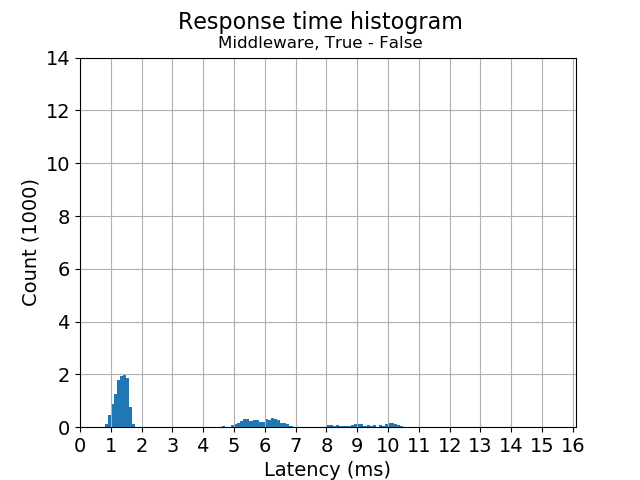 Response time histogram
Middleware, True - False
14
12
10
8
6
4
2
0
Count (1000)
0 1 2 3 4 5 6 7 8 9 10 11 12 13 14 15 16
Latency (ms)